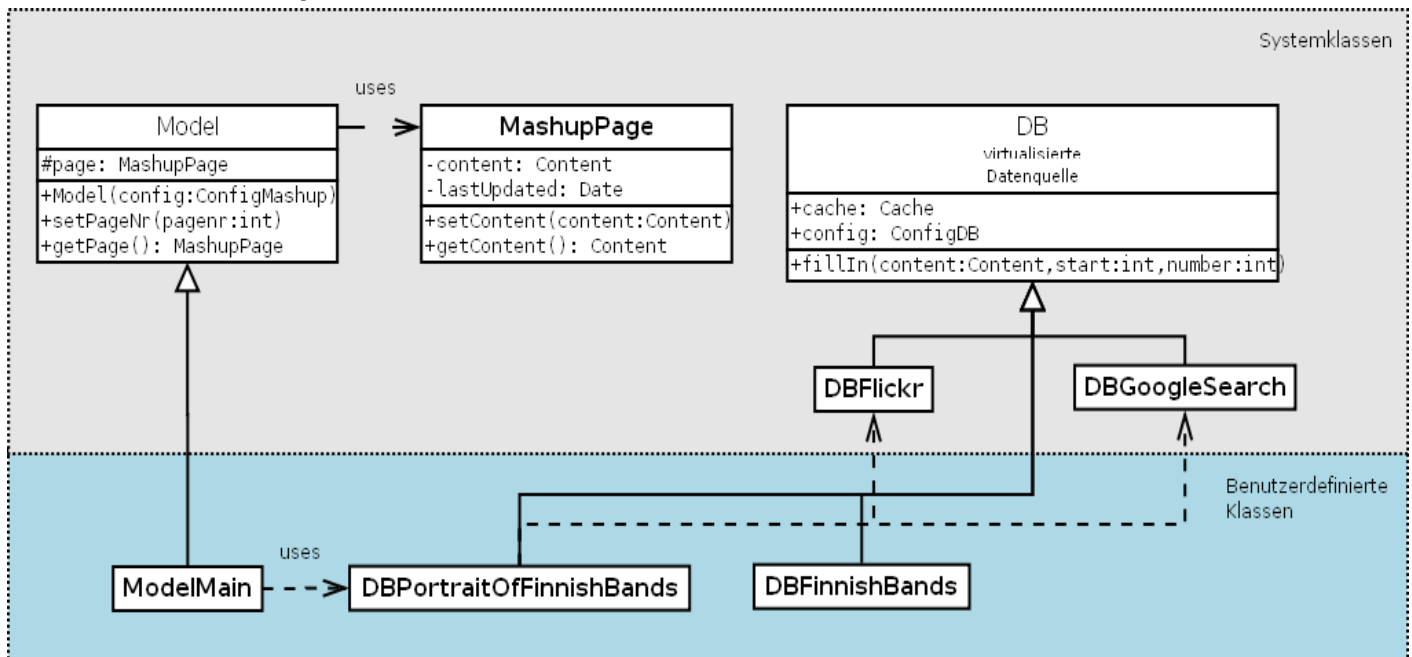 Systemklassen
uses
Model
#page: MashupPage
+Model(config:ConfigMashup)
+setPageNr(pagenr:int)
+getPage(): MashupPage
MashupPage
-content: Content
-lastUpdated: Date
+setContent(content:Content)
+getContent(): Content
DB
virtualisierte
Datenquelle
+cache: Cache
+config: ConfigDB
+fillIn(content:Content,start:int,number:int)
DBFlickr
DBGoogleSearch
Benutzerdefinierte
Klassen
uses
ModelMain
DBPortraitOfFinnishBands
DBFinnishBands